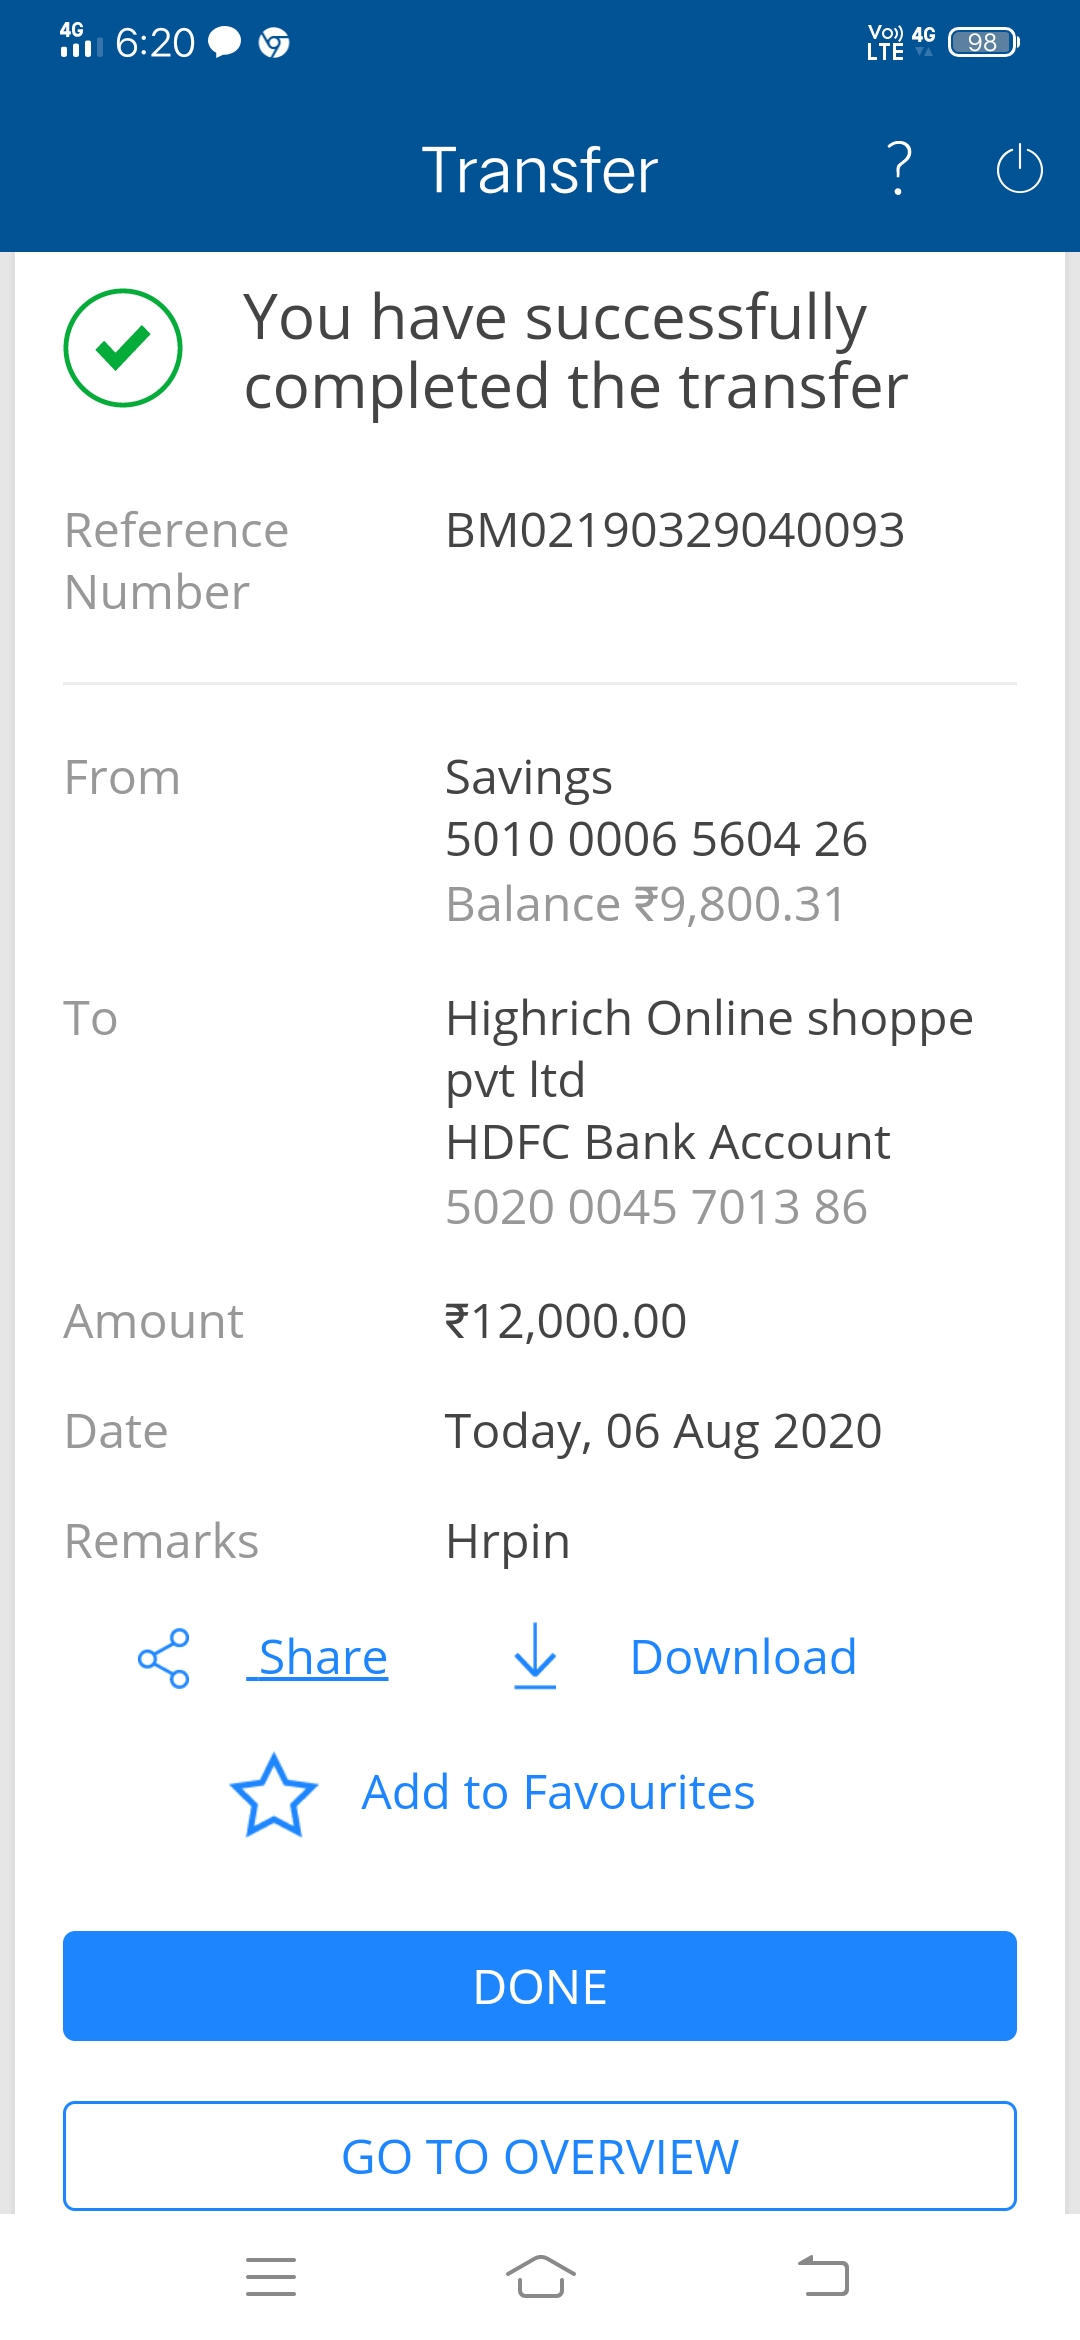 4G 6:20 Vo)) LTE 4G 98
Transfer ?
You have successfully
completed the transfer
Reference Number BM02190329040093
From Savings
5010 0006 5604 26
Balance ₹9,800.31
To Highrich Online shoppe
pvt ltd
HDFC Bank Account
5020 0045 7013 86
Amount ₹12,000.00
Date Today, 06 Aug 2020
Remarks Hrpin
Share Download
Add to Favourites
DONE
GO TO OVERVIEW